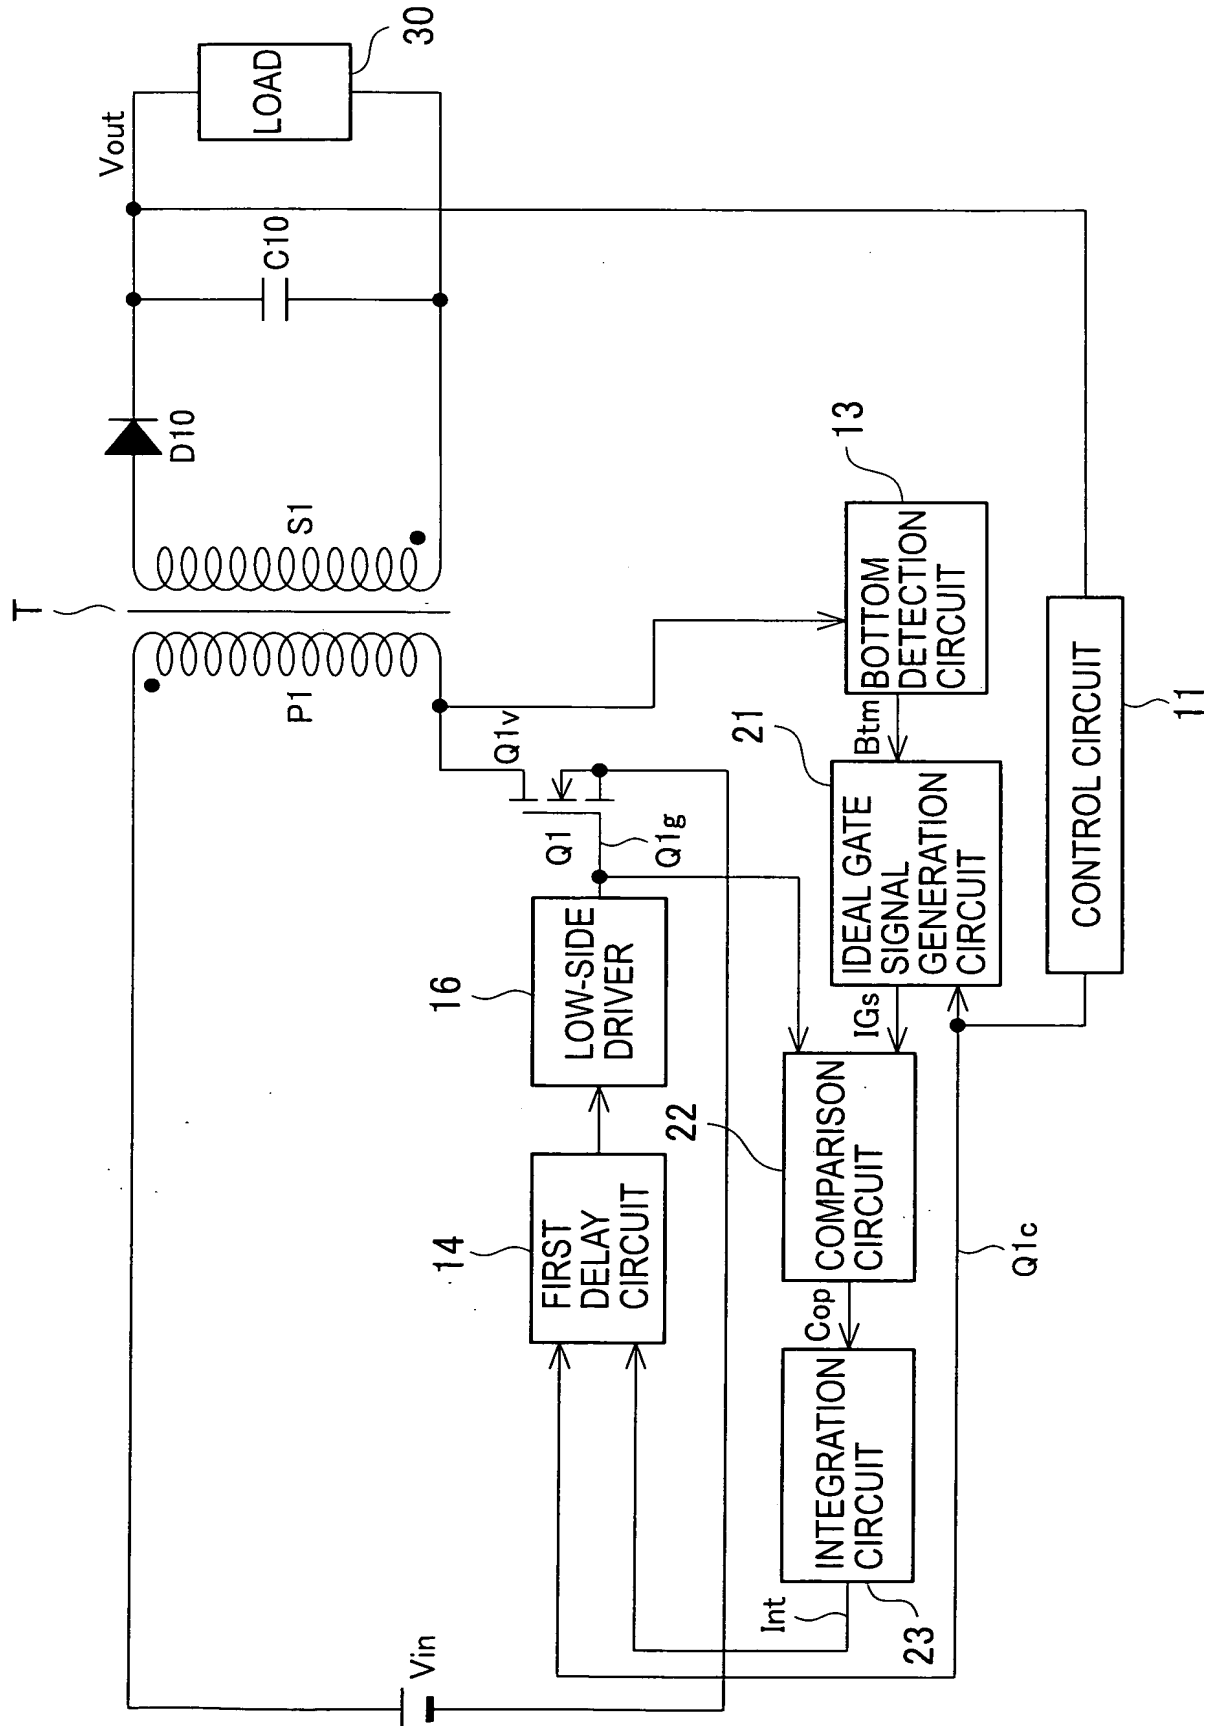 T
Vout
30
LOAD
C10
D10
S1
P1
Q1v
Q1
Q1g
13
BOTTOM
DETECTION
CIRCUIT
Btm
21
IDEAL GATE
SIGNAL
GENERATION
CIRCUIT
IGs
16
LOW-SIDE
DRIVER
14
FIRST
DELAY
CIRCUIT
22
COMPARISON
CIRCUIT
Cop
INTEGRATION
CIRCUIT
23
Int
Q1c
CONTROL CIRCUIT
11
Vin